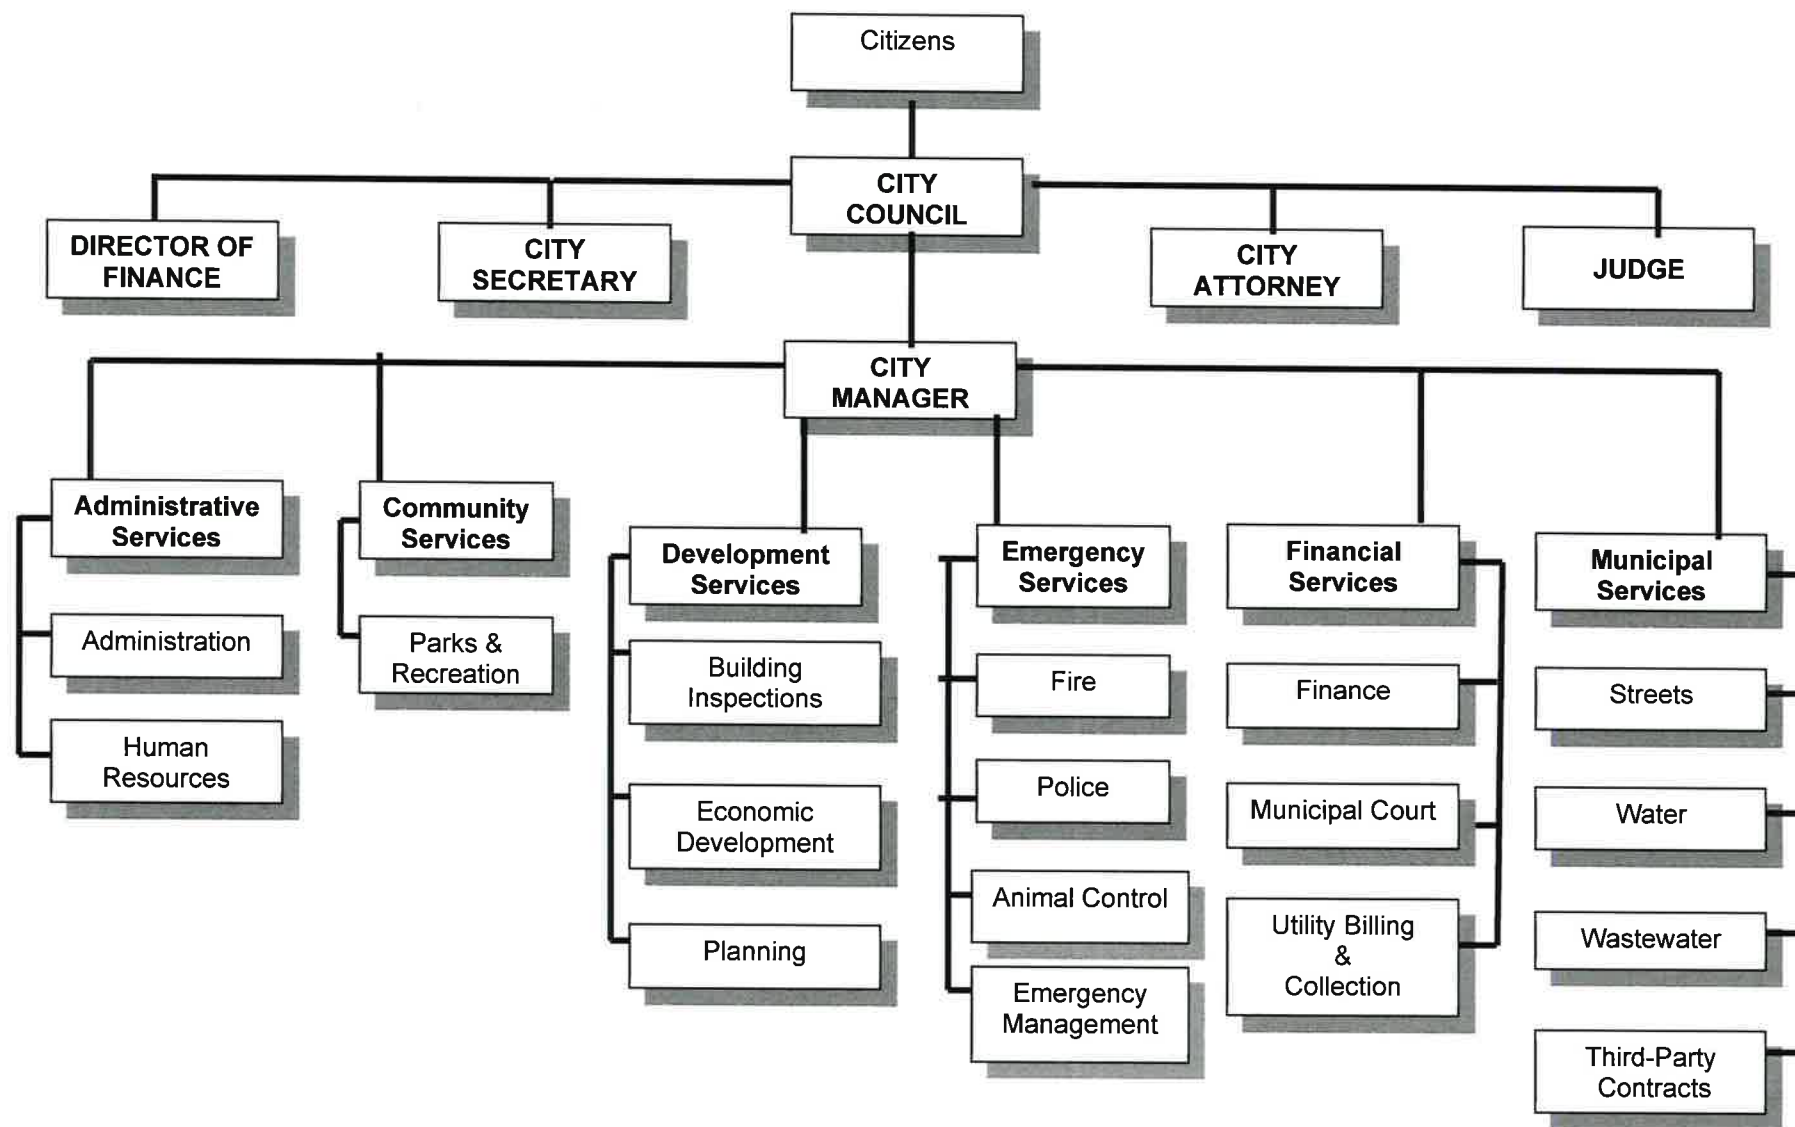 Citizens
CITY
COUNCIL
DIRECTOR OF
FINANCE
CITY
SECRETARY
CITY
ATTORNEY
JUDGE
CITY
MANAGER
Administrative
Services
Administration
Human
Resources
Community
Services
Parks &
Recreation
Development
Services
Building
Inspections
Economic
Development
Planning
Emergency
Services
Fire
Police
Animal Control
Emergency
Management
Financial
Services
Finance
Municipal Court
Utility Billing
&
Collection
Municipal
Services
Streets
Water
Wastewater
Third-Party
Contracts